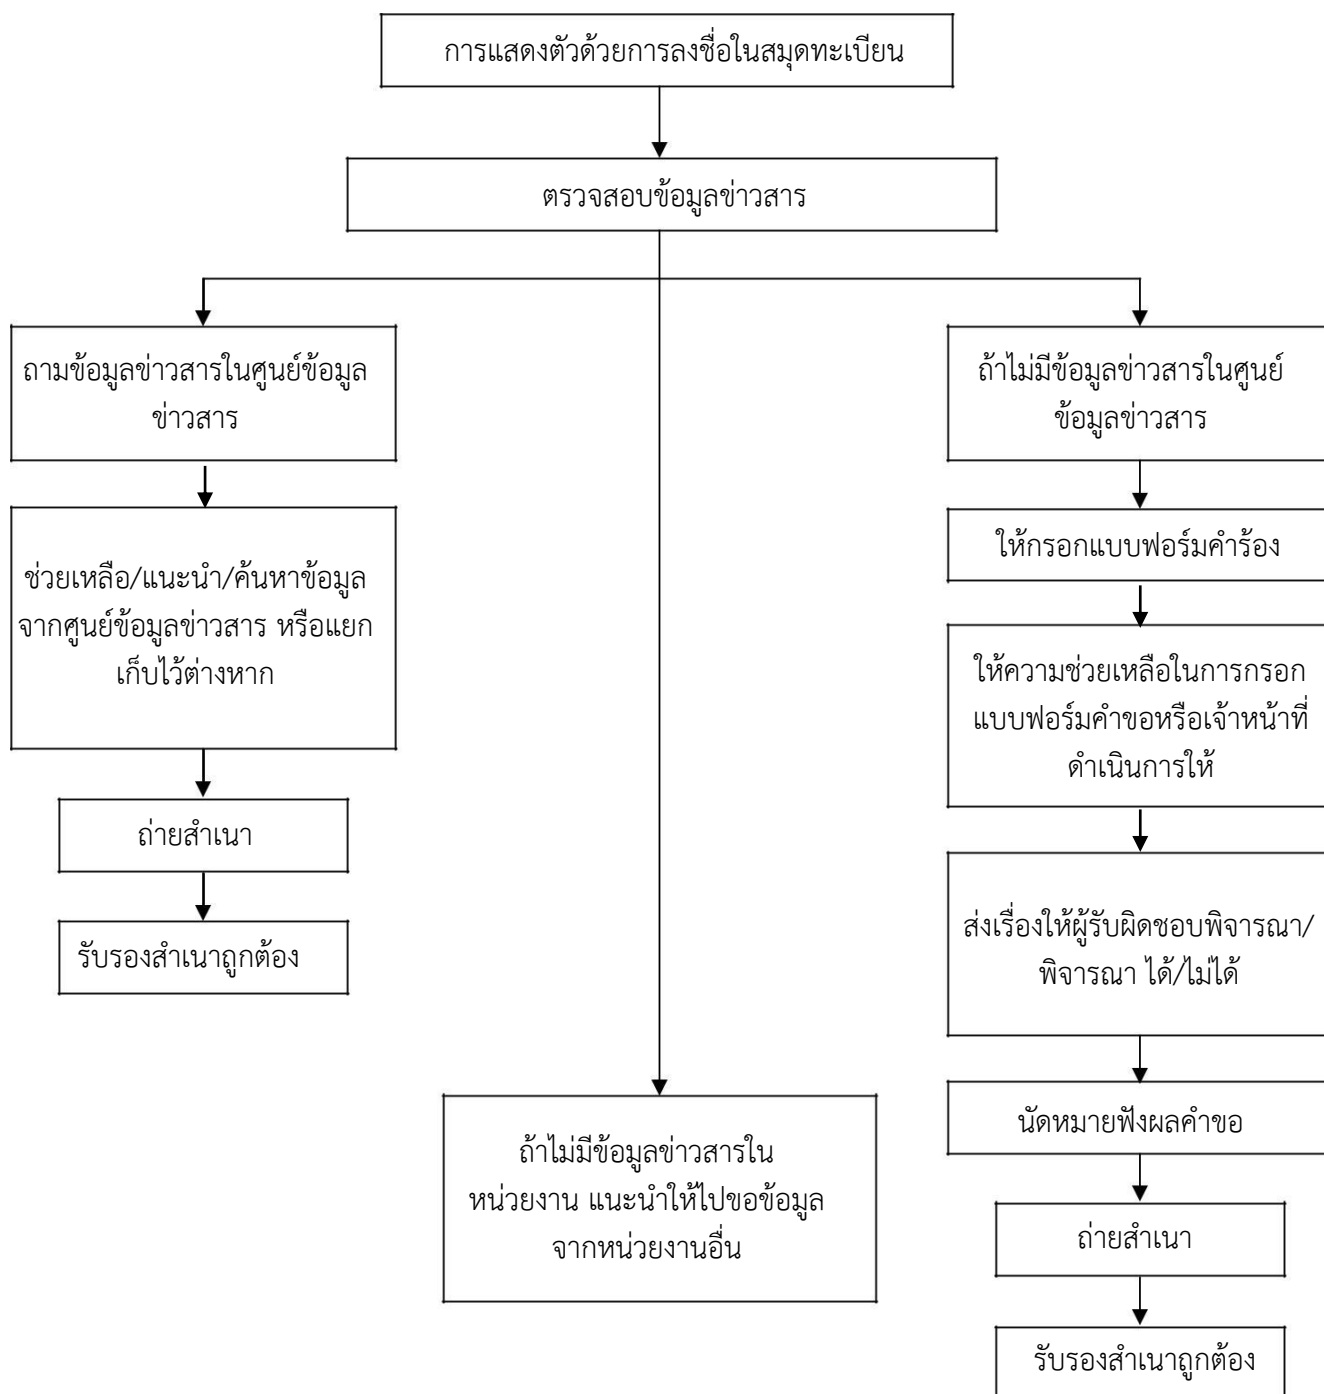 การแสดงตัวด้วยการลงชื่อในสมุดทะเบียน
ตรวจสอบข้อมูลข่าวสาร
ถามข้อมูลข่าวสารในศูนย์ข้อมูล
ข่าวสาร
ช่วยเหลือ/แนะนำ/ค้นหาข้อมูล
จากศูนย์ข้อมูลข่าวสาร หรือแยก
เก็บไว้ต่างหาก
ถ่ายสำเนา
รับรองสำเนาถูกต้อง
ถ้าไม่มีข้อมูลข่าวสารใน
หน่วยงาน แนะนำให้ไปขอข้อมูล
จากหน่วยงานอื่น
ถ้าไม่มีข้อมูลข่าวสารในศูนย์
ข้อมูลข่าวสาร
ให้กรอกแบบฟอร์มคำร้อง
ให้ความช่วยเหลือในการกรอก
แบบฟอร์มคำขอหรือเจ้าหน้าที่
ดำเนินการให้
ส่งเรื่องให้ผู้รับผิดชอบพิจารณา/
พิจารณา ได้/ไม่ได้
นัดหมายฟังผลคำขอ
ถ่ายสำเนา
รับรองสำเนาถูกต้อง